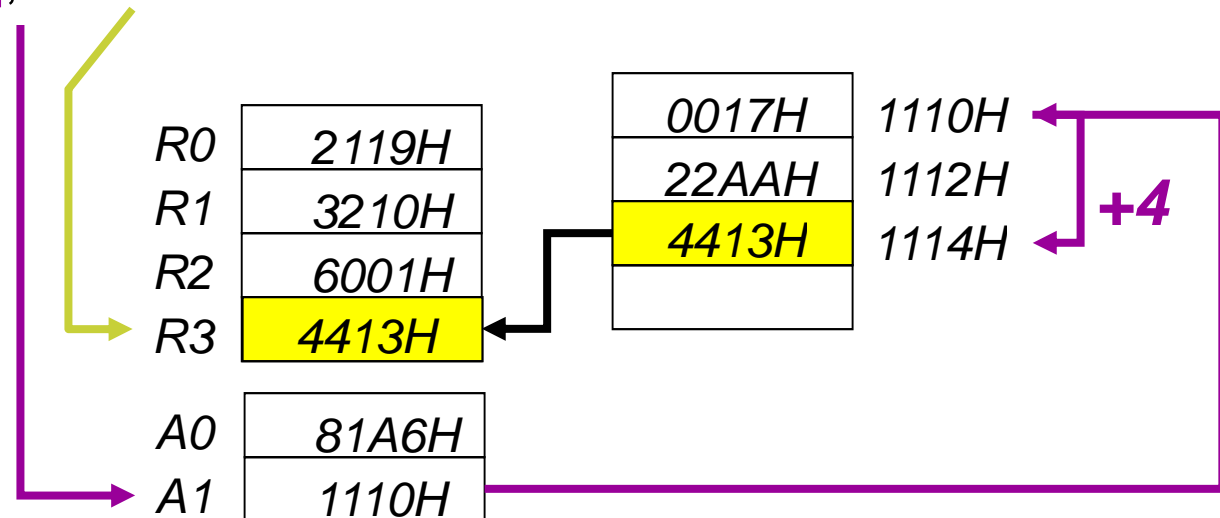 R0 2119H
R1 3210H
R2 6001H
R3 4413H
0017H 1110H
22AAH 1112H
4413H 1114H
+4
A0 81A6H
A1 1110H